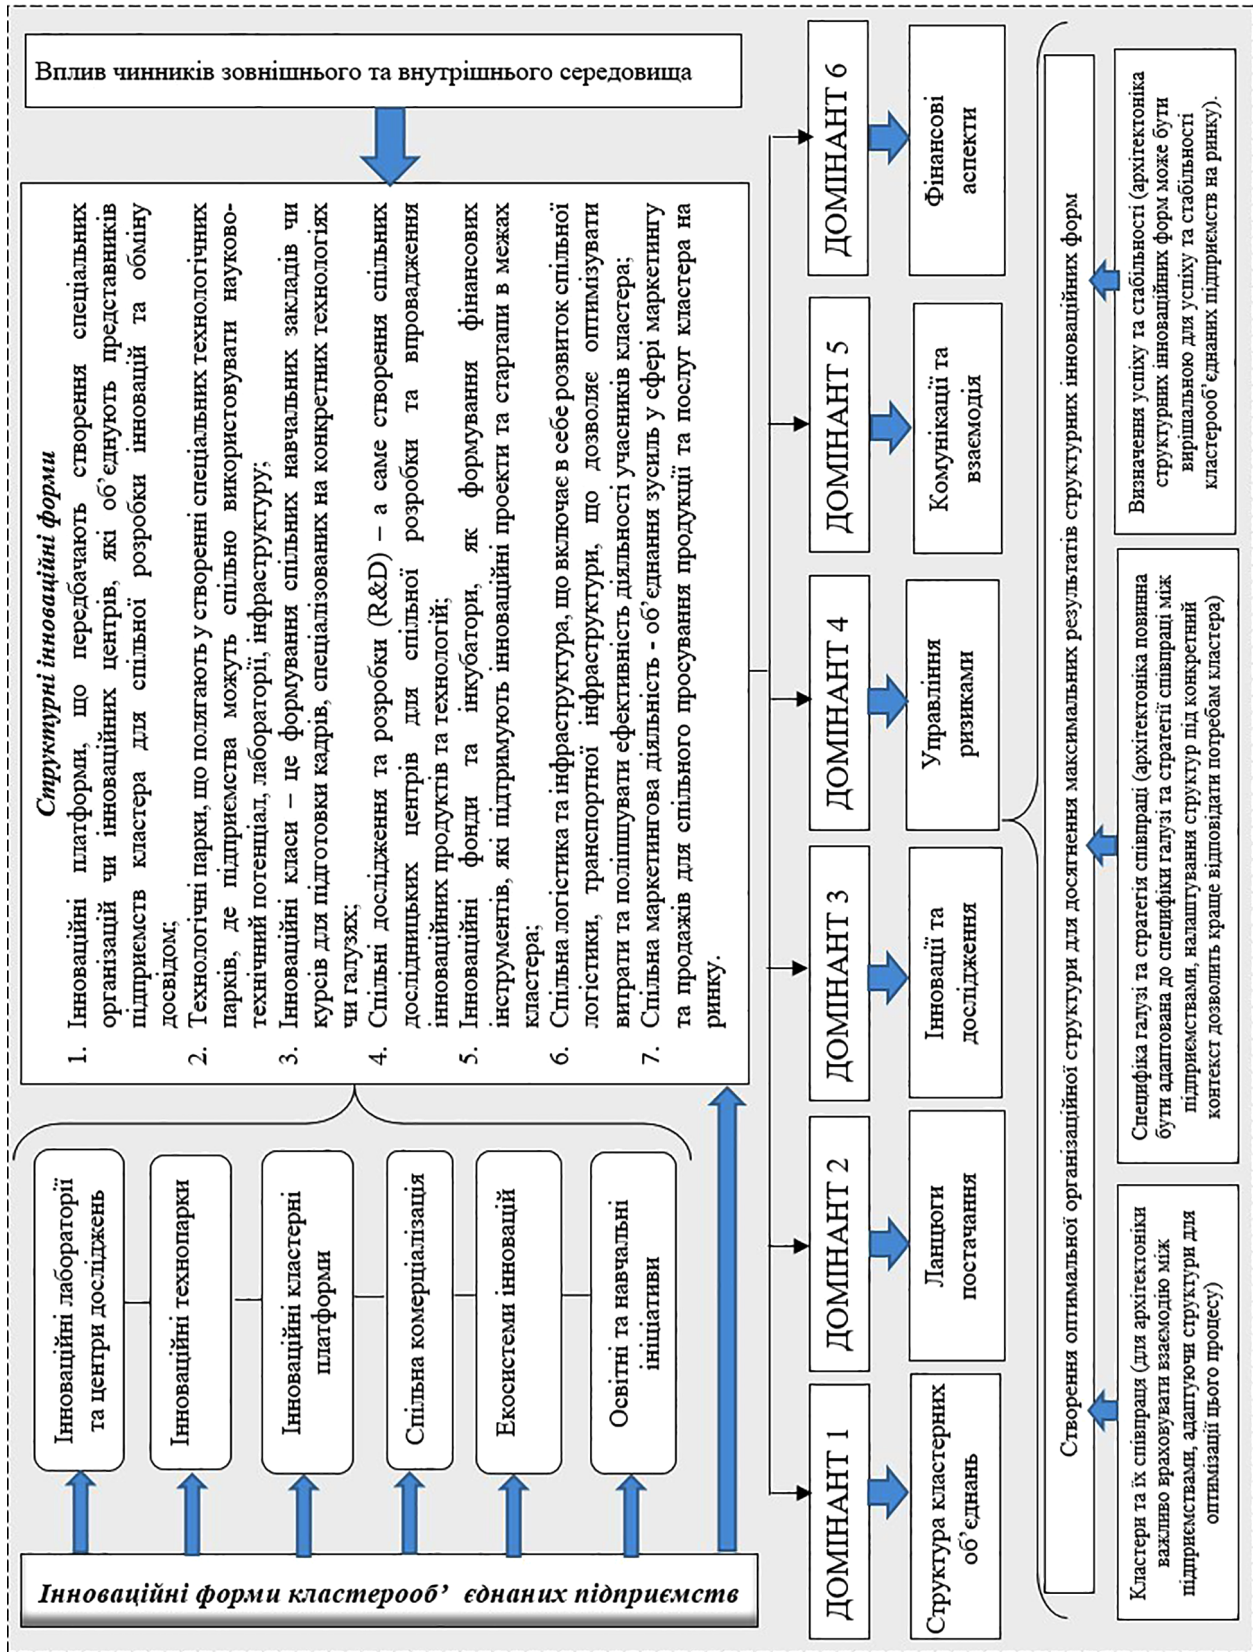 Інноваційні форми кластерооб’ єднаних підприємств
Інноваційні лабораторії
та центри досліджень
Інноваційні технопарки
Інноваційні кластерні
платформи
Спільна комерціалізація
Екосистеми інновацій
Освітні та навчальні
ініціативи
Структурні інноваційні форми
1. Інноваційні платформи, що передбачають створення спеціальних
організацій чи інноваційних центрів, які об’єднують представників
підприємств кластера для спільної розробки інновацій та обміну
досвідом;
2. Технологічні парки, що полягають у створенні спеціальних технологічних
парків, де підприємства можуть спільно використовувати науково-
технічний потенціал, лабораторії, інфраструктуру;
3. Інноваційні класи – це формування спільних навчальних закладів чи
курсів для підготовки кадрів, спеціалізованих на конкретних технологіях
чи галузях;
4. Спільні дослідження та розробки (R&D) – а саме створення спільних
дослідницьких центрів для спільної розробки та впровадження
інноваційних продуктів та технологій;
5. Інноваційні фонди та інкубатори, як формування фінансових
інструментів, які підтримують інноваційні проекти та стартапи в межах
кластера;
6. Спільна логістика та інфраструктура, що включає в себе розвиток спільної
логістики, транспортної інфраструктури, що дозволяє оптимізувати
витрати та поліпшувати ефективність діяльності учасників кластера;
7. Спільна маркетингова діяльність - об’єднання зусиль у сфері маркетингу
та продажів для спільного просування продукції та послуг кластера на
ринку.
Вплив чинників зовнішнього та внутрішнього середовища
ДОМІНАНТ 1
ДОМІНАНТ 2
ДОМІНАНТ 3
ДОМІНАНТ 4
ДОМІНАНТ 5
ДОМІНАНТ 6
Структура кластерних
об’єднань
Ланцюги
постачання
Інновації та
дослідження
Управління
ризиками
Комунікації та
взаємодія
Фінансові
аспекти
Створення оптимальної організаційної структури для досягнення максимальних результатів структурних інноваційних форм
Кластери та їх співпраця (для архітектоніки
важливо враховувати взаємодію між
підприємствами, адаптуючи структури для
оптимізації цього процесу)
Специфіка галузі та стратегія співпраці (архітектоніка повинна
бути адаптована до специфіки галузі та стратегії співпраці між
підприємствами, налаштування структур під конкретний
контекст дозволить краще відповідати потребам кластера)
Визначення успіху та стабільності (архітектоніка
структурних інноваційних форм може бути
вирішальною для успіху та стабільності
кластерооб’єднаних підприємств на ринку).